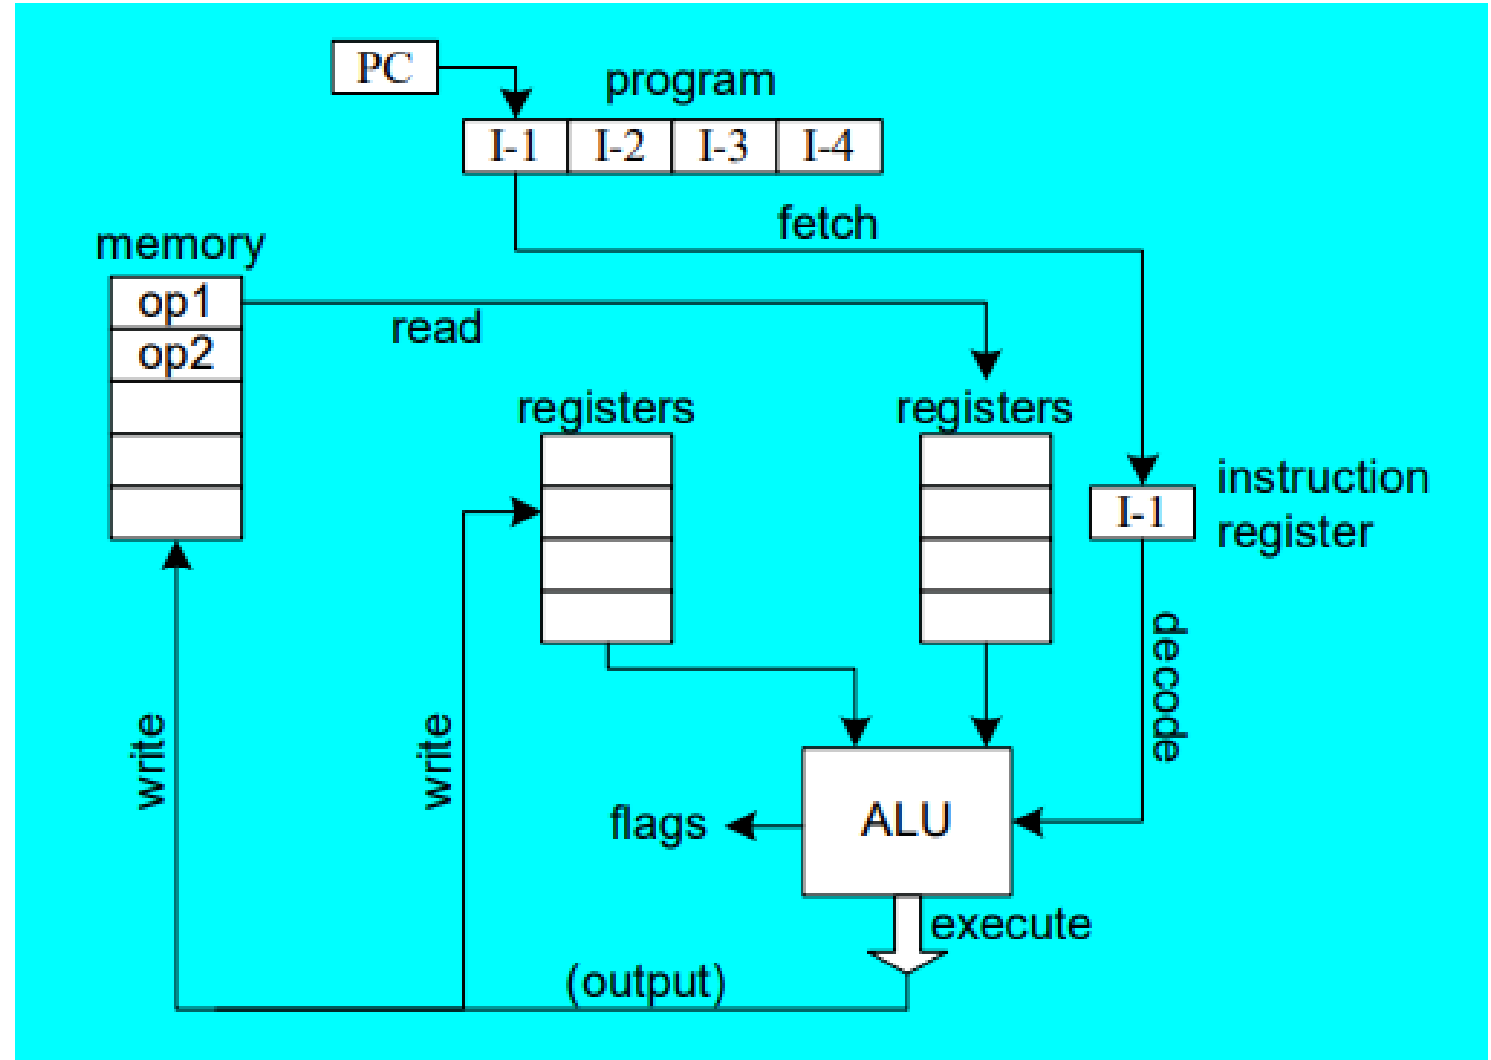 PC
program
I-1 I-2 I-3 I-4
fetch
memory
op1
read
op2
registers
registers
instruction
register
I-1
decode
write
write
flags
ALU
execute
(output)